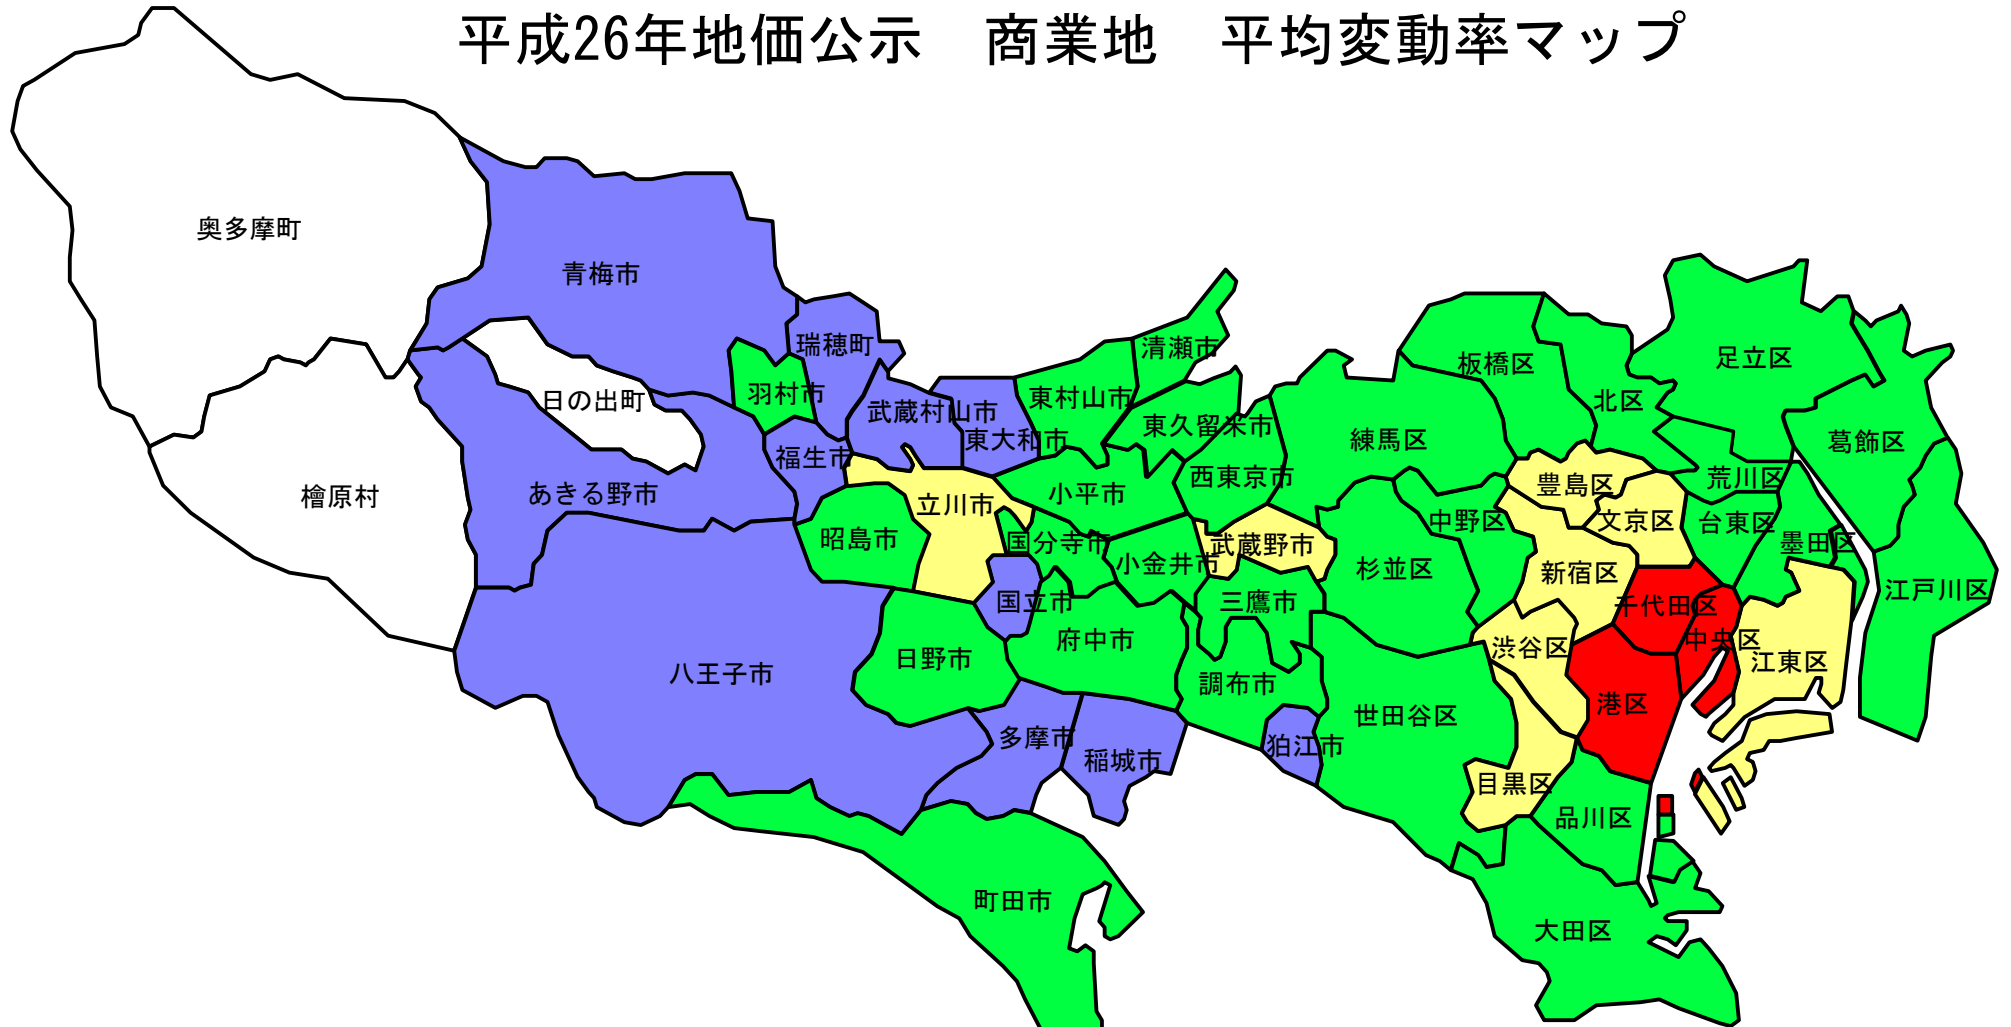 平成26年地価公示　商業地　平均変動率マップ
奥多摩町
青梅市
瑞穂町
清瀬市
板橋区
足立区
羽村市
日の出町
武蔵村山市
東大和市
東村山市
東久留米市
練馬区
北区
葛飾区
檜原村
あきる野市
福生市
立川市
小平市
西東京市
豊島区
荒川区
昭島市
国分寺市
小金井市
武蔵野市
杉並区
中野区
文京区
台東区
墨田区
新宿区
江戸川区
国立市
三鷹市
千代田区
中央区
八王子市
日野市
府中市
調布市
渋谷区
江東区
多摩市
稲城市
狛江市
世田谷区
港区
目黒区
品川区
町田市
大田区